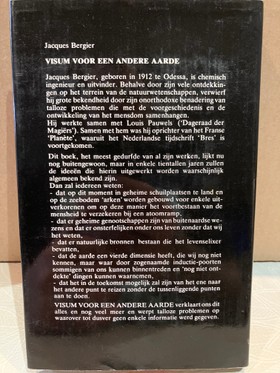 Jacques Bergier
VISUM VOOR EEN ANDERE AARDE
Jacques Bergier, geboren in 1912 te Odessa, is chemisch
ingenieur en uitvinder. Behalve door zijn vele ontdekkin-
gen op het terrein van de natuurwetenschappen, verwierf
hij grote bekendheid door zijn onorthodoxe benadering van
talloze problemen die met de voorgeschiedenis en de
ontwikkeling van het mensdom samenhangen.
Hij werkte samen met Louis Pauwels ('Dageraad der
Magiërs'). Samen met hem was hij oprichter van het Franse
'Planète', waaruit het Nederlandse tijdschrift 'Bres' is
voortgekomen.
Dit boek, het meest gedurfde van al zijn werken, lijkt nu
nog buitengewoon, maar in enkele tientallen jaren zullen
de ideeën die hierin uitgewerkt worden waarschijnlijk
algemeen bekend zijn.
Dan zal iedereen weten:
- dat op dit moment in geheime schuilplaatsen te land en
op de zeebodem 'arken' worden gebouwd voor enkele uit-
verkorenen om op deze manier het voortbestaan van de
mensheid te verzekeren bij een atoomramp,
- dat er geheime genootschappen zijn van buitenaardse we-
zens en dat er onsterfelijken onder ons leven zonder dat wij
het weten,
- dat er natuurlijke bronnen bestaan die het levenselixer
bevatten,
- dat de aarde een vierde dimensie heeft, die wij nog niet
kennen, maar waar door zogenaamde inductie-poorten
sommigen van ons kunnen binnentreden en 'nog niet ont-
dekte' dingen kunnen waarnemen,
- dat het in de toekomst mogelijk zal zijn van het ene naar
het andere punt te reizen zonder de tussenliggende punten
aan te doen.
VISUM VOOR EEN ANDERE AARDE verklaart ons dit
alles en nog veel meer en werpt talloze problemen op
waarover tot dusver geen enkele informatie werd gegeven.